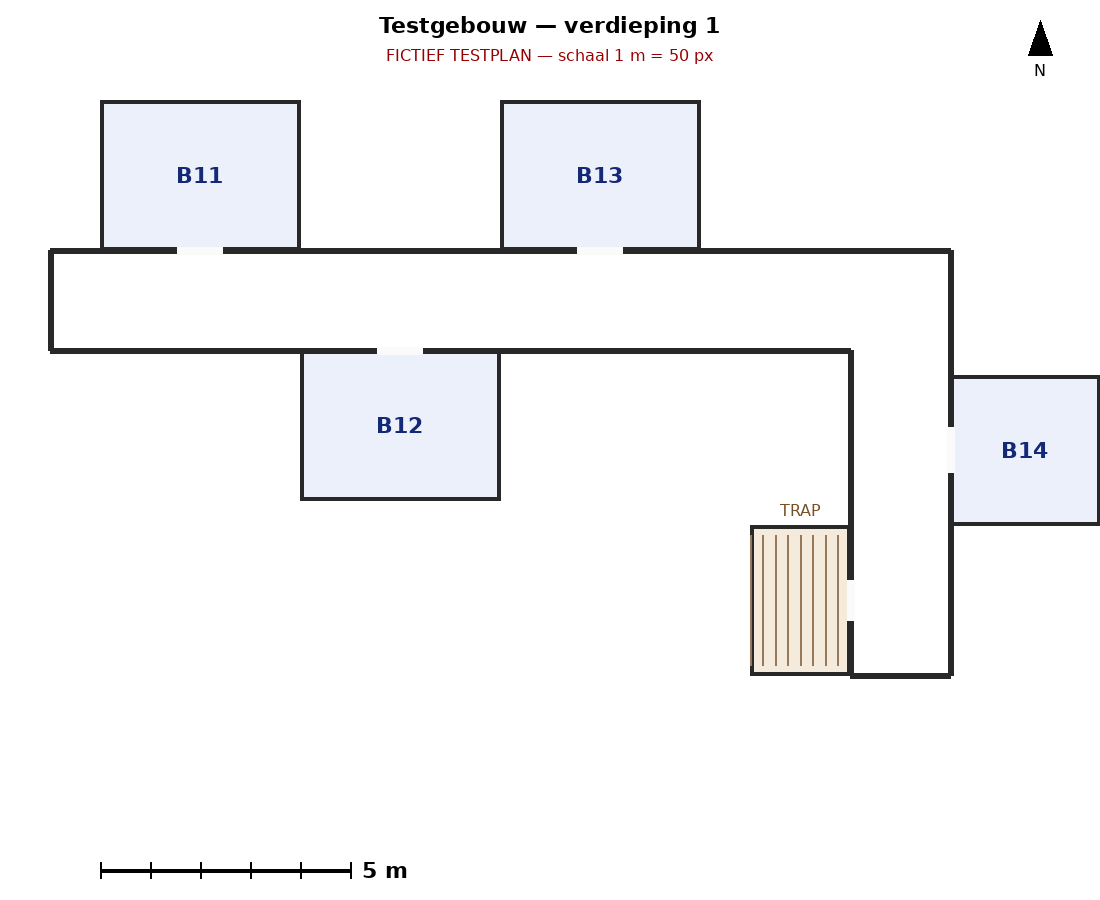 Testgebouw — verdieping 1
FICTIEF TESTPLAN — schaal 1 m = 50 px
N
B11
B13
B12
B14
TRAP
5 m